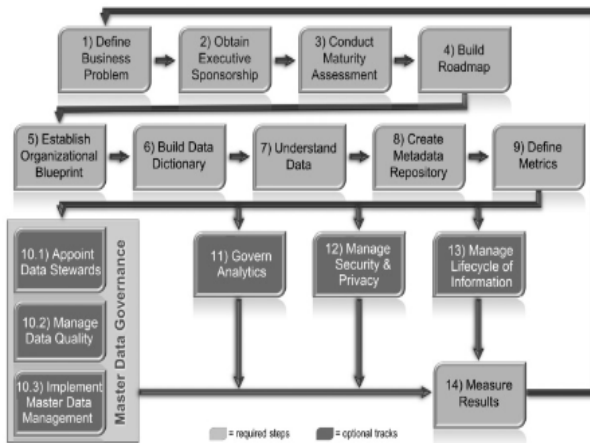 1) Define
Business
Problem
2) Obtain
Executive
Sponsorship
3) Conduct
Maturity
Assessment
4) Build
Roadmap
5) Establish
Organizational
Blueprint
6) Build Data
Dictionary
7) Understand
Data
8) Create
Metadata
Repository
9) Define
Metrics
10.1) Appoint
Data Stewards
10.2) Manage
Data Quality
10.3) Implement
Master Data
Management
Master Data Governance
11) Govern
Analytics
12) Manage
Security &
Privacy
13) Manage
Lifecycle of
Information
14) Measure
Results
= required steps
= optional tracks